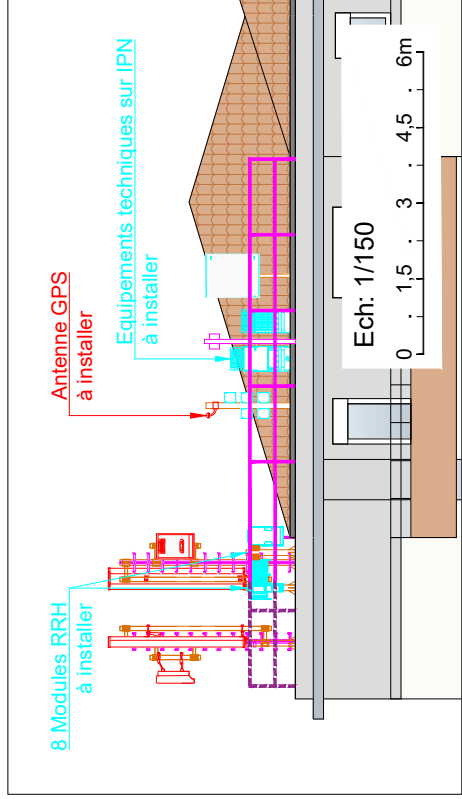 8 Modules RRH
à installer
Antenne GPS
à installer
Equipements techniques sur IPN
à installer
Ech: 1/150
0 . 1,5 . 3 . 4,5 . 6m